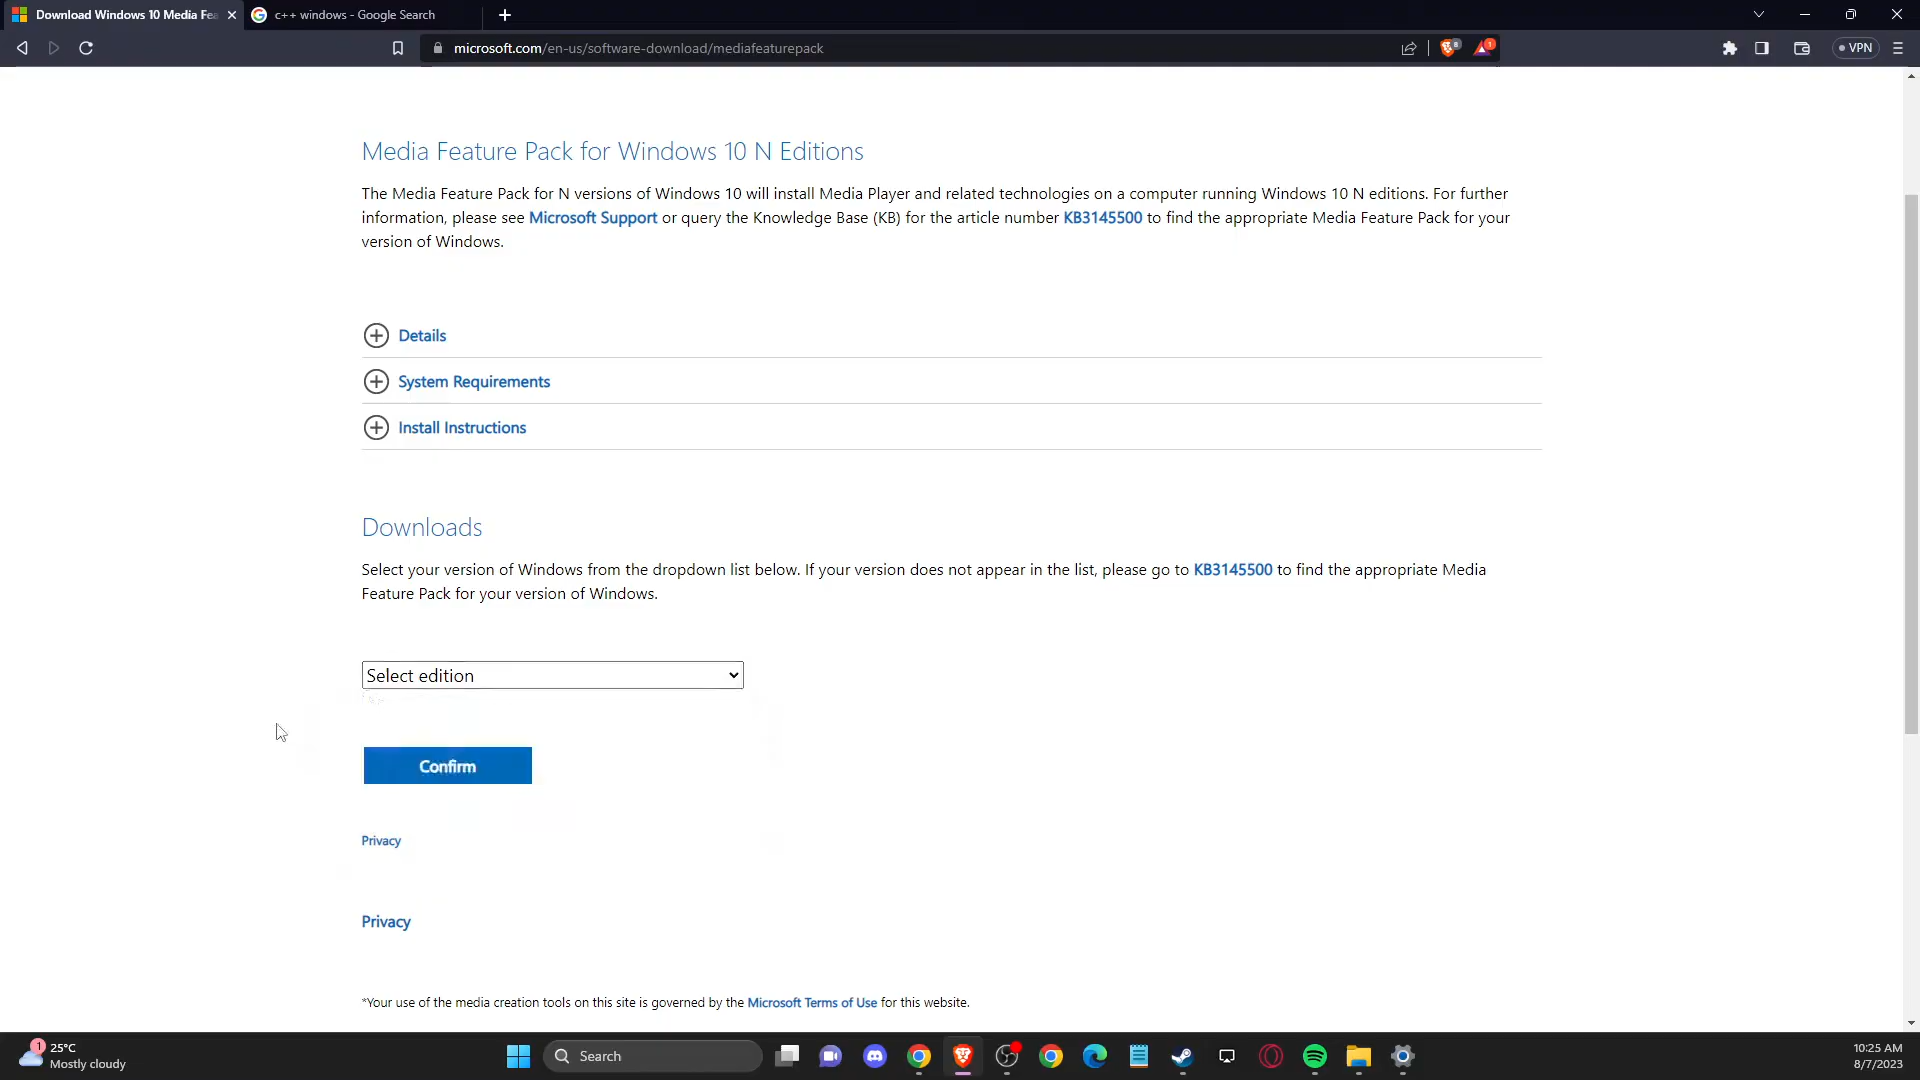 Download Windows 10 Media Fea
c++ windows - Google Search
microsoft.com/en-us/software-download/mediafeaturepack
8
1
VPN
Media Feature Pack for Windows 10 N Editions
The Media Feature Pack for N versions of Windows 10 will install Media Player and related technologies on a computer running Windows 10 N editions. For further
information, please see Microsoft Support or query the Knowledge Base (KB) for the article number KB3145500 to find the appropriate Media Feature Pack for your
version of Windows.
Details
System Requirements
Install Instructions
Downloads
Select your version of Windows from the dropdown list below. If your version does not appear in the list, please go to KB3145500 to find the appropriate Media
Feature Pack for your version of Windows.
Select edition
Confirm
Privacy
Privacy
*Your use of the media creation tools on this site is governed by the Microsoft Terms of Use for this website.
1
25°C
Mostly cloudy
Search
10:25 AM
8/7/2023